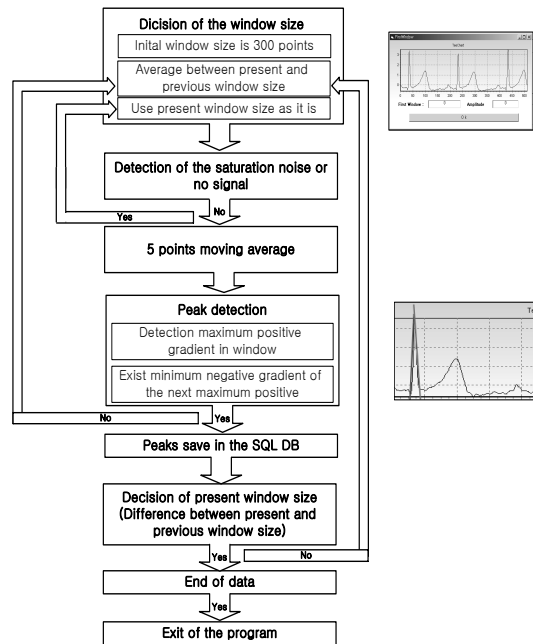 Dicision of the window size
Inital window size is 300 points
Average between present and
previous window size
Use present window size as it is
Detection of the saturation noise or
no signal
Yes
No
5 points moving average
Peak detection
Detection maximum positive
gradient in window
Exist minimum negative gradient of
the next maximum positive
No
Yes
Peaks save in the SQL DB
Decision of present window size
(Difference between present and
previous window size)
Yes
No
End of data
Yes
Exit of the program
First Window :
Amplitude